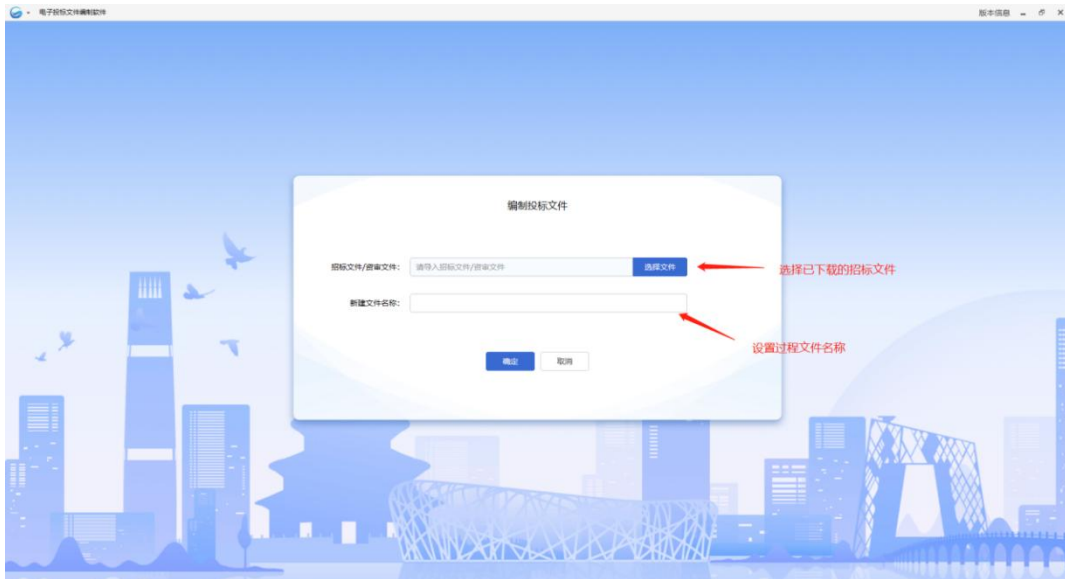 电子投标文件编制软件
版本信息
编制投标文件
招标文件/资审文件: 请导入招标文件/资审文件 选择文件
选择已下载的招标文件
新建文件名称:
设置过程文件名称
确定 取消